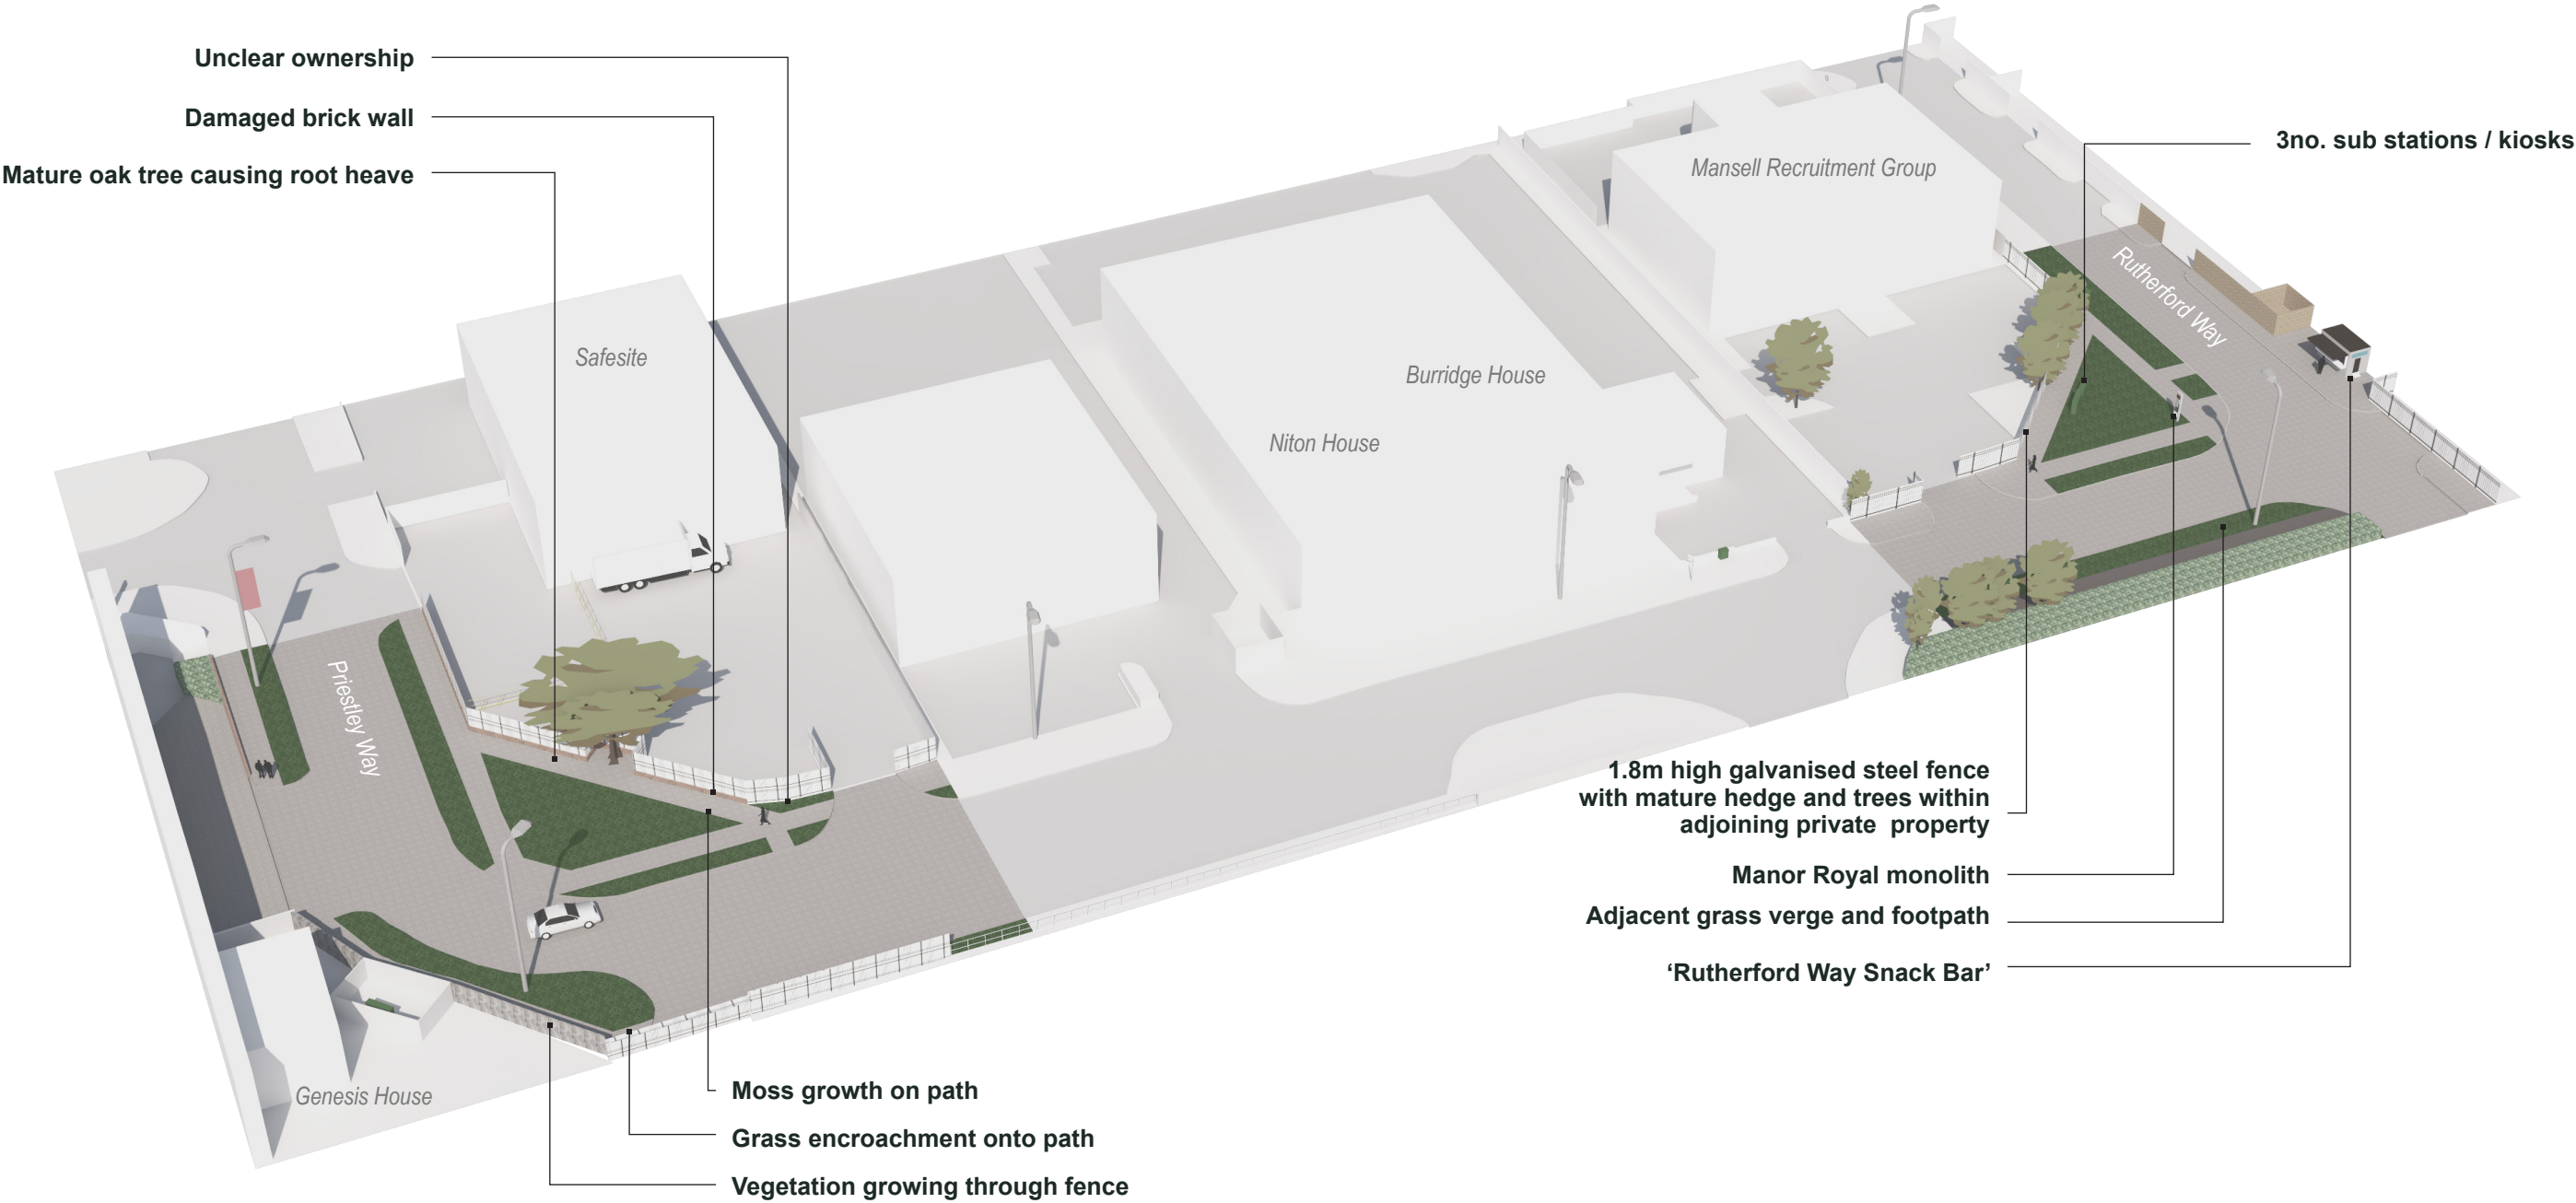 Unclear ownership
Damaged brick wall
Mature oak tree causing root heave
3no. sub stations / kiosks
Mansell Recruitment Group
Rutherford Way
Safesite
Burridge House
Niton House
Priestley Way
1.8m high galvanised steel fence
with mature hedge and trees within
adjoining private property
Manor Royal monolith
Adjacent grass verge and footpath
‘Rutherford Way Snack Bar’
Genesis House
Moss growth on path
Grass encroachment onto path
Vegetation growing through fence